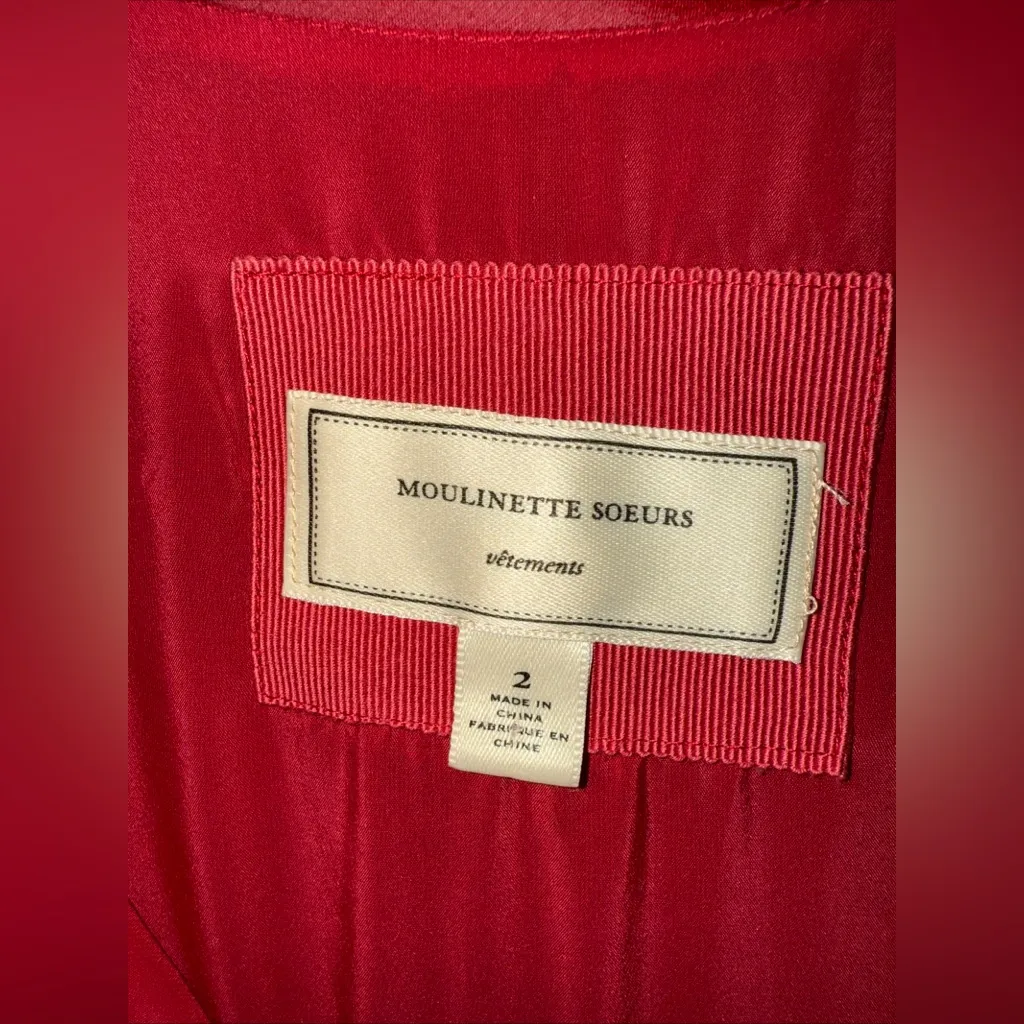 MOULINETTE SOEURS
vêtements
2
MADE IN
CHINA
FABRIQUE EN
CHINE